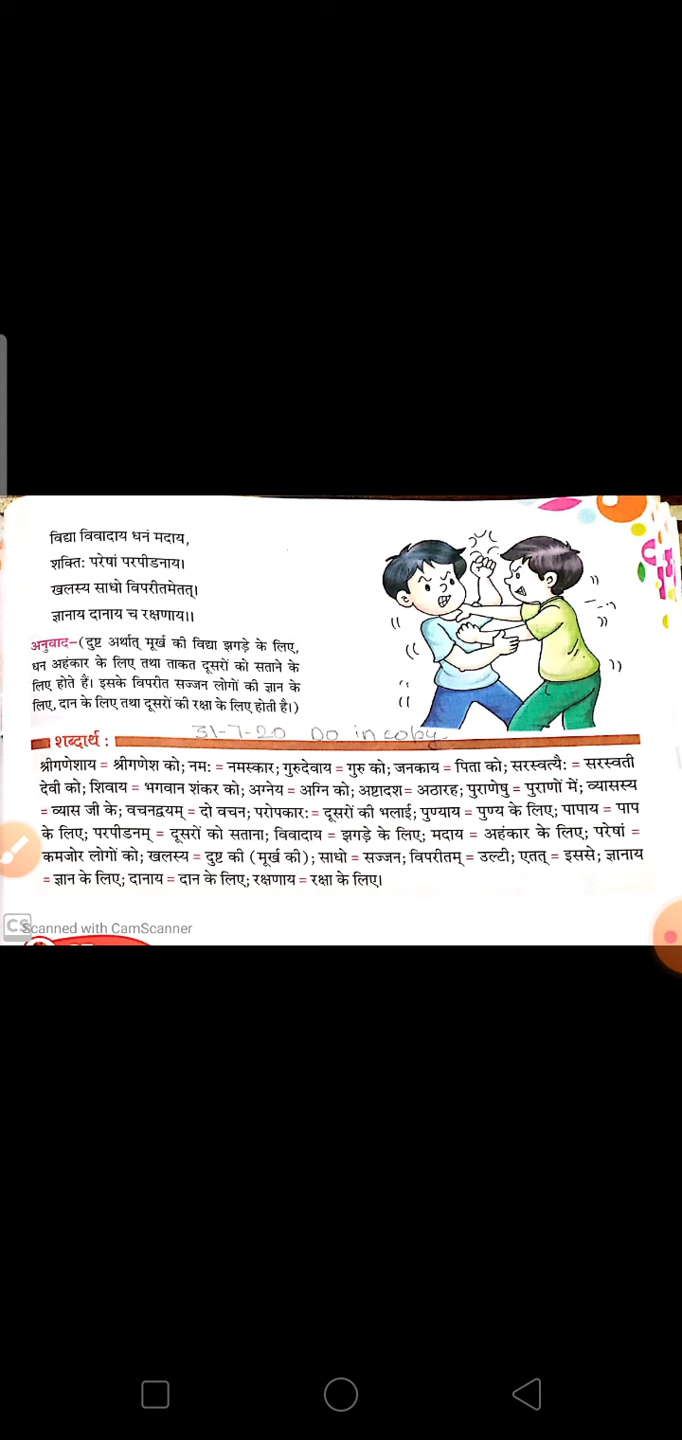 विद्या विवादाय धनं मदाय,
शक्तिः परेषां परपीडनाय।
खलस्य साधो विपरीतमेतत्।
ज्ञानाय दानाय च रक्षणाय।।
अनुवाद–(दुष्ट अर्थात् मूर्ख की विद्या झगड़े के लिए,
धन अहंकार के लिए तथा ताकत दूसरों को सताने के
लिए होते हैं। इसके विपरीत सज्जन लोगों की ज्ञान के
लिए, दान के लिए तथा दूसरों की रक्षा के लिए होती है।)
31-7-20 Do in copy.
शब्दार्थ :
श्रीगणेशाय = श्रीगणेश को; नमः = नमस्कार; गुरुदेवाय = गुरु को; जनकाय = पिता को; सरस्वत्यैः = सरस्वती
देवी को; शिवाय = भगवान शंकर को; अग्नेय = अग्नि को; अष्टादश = अठारह; पुराणेषु = पुराणों में; व्यासस्य
= व्यास जी के; वचनद्वयम् = दो वचन; परोपकारः = दूसरों की भलाई; पुण्याय = पुण्य के लिए; पापाय = पाप
के लिए; परपीडनम् = दूसरों को सताना; विवादाय = झगड़े के लिए; मदाय = अहंकार के लिए; परेषां =
कमजोर लोगों को; खलस्य = दुष्ट की (मूर्ख की); साधो = सज्जन; विपरीतम् = उल्टी; एतत् = इससे; ज्ञानाय
= ज्ञान के लिए; दानाय = दान के लिए; रक्षणाय = रक्षा के लिए।
CS Scanned with CamScanner